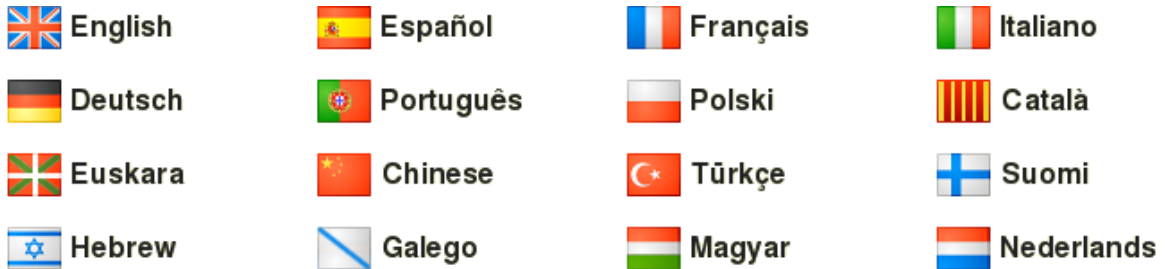 English Español Français Italiano
Deutsch Português Polski Català
Euskara Chinese Türkçe Suomi
Hebrew Galego Magyar Nederlands